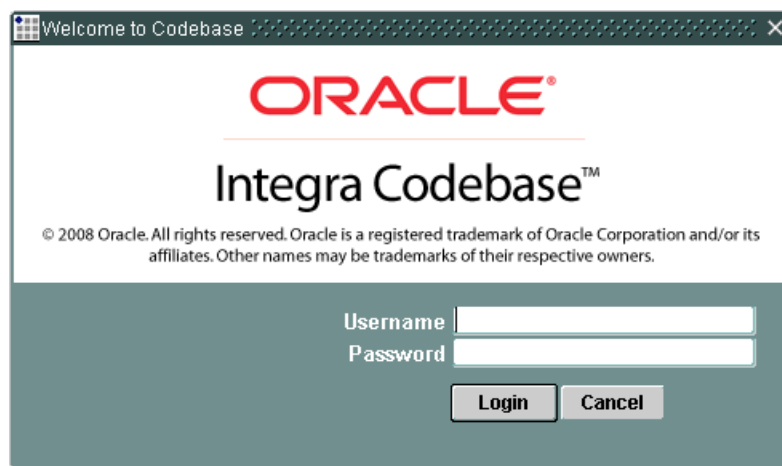 Welcome to Codebase
ORACLE®
Integra Codebase™
© 2008 Oracle. All rights reserved. Oracle is a registered trademark of Oracle Corporation and/or its
affiliates. Other names may be trademarks of their respective owners.
Username
Password
Login Cancel